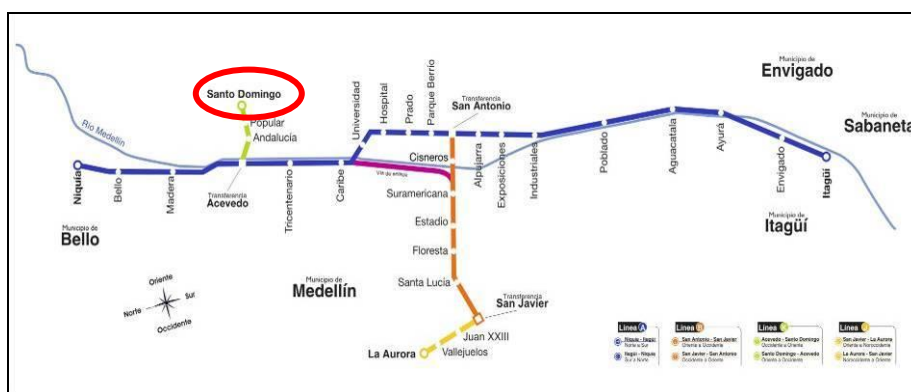 Municipio de
Envigado
Santo Domingo
Popular
Andalucía
Río Medellín
Universidad
Hospital
Prado
Parque Berrío
Transferencia
San Antonio
Municipio de
Sabaneta
Cisneros
Niquía
Bello
Madera
Transferencia
Acevedo
Tricentenario
Caribe
Vía de enlace
Alpujarra
Exposiciones
Industriales
Poblado
Aguacatala
Ayurá
Envigado
Itagüí
Suramericana
Estadio
Floresta
Santa Lucía
Municipio de
Bello
Municipio de
Medellín
Municipio de
Itagüí
Oriente
Norte
Sur
Occidente
Transferencia
San Javier
Juan XXIII
Vallejuelos
La Aurora
Línea A
Niquía - Itagüí
Norte a Sur
Itagüí - Niquía
Sur a Norte
Línea B
San Antonio - San Javier
Oriente a Occidente
San Javier - San Antonio
Occidente a Oriente
Línea K
Acevedo - Santo Domingo
Occidente a Oriente
Santo Domingo - Acevedo
Oriente a Occidente
Línea J
San Javier - La Aurora
Oriente a Noroccidente
La Aurora - San Javier
Noroccidente a Oriente